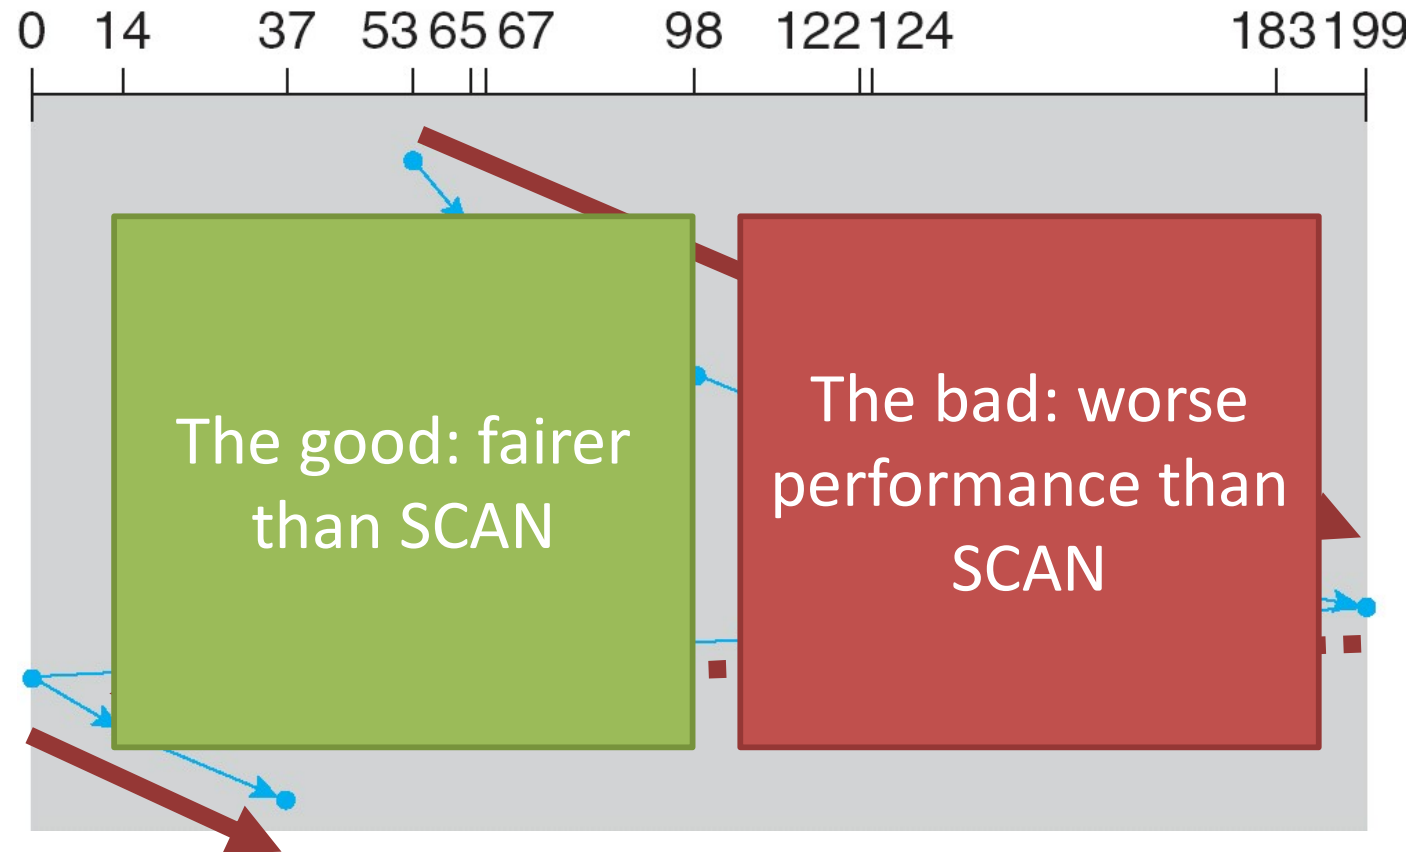 0 14 37 53 65 67 98 122 124 183 199
The good: fairer
than SCAN
The bad: worse
performance than
SCAN